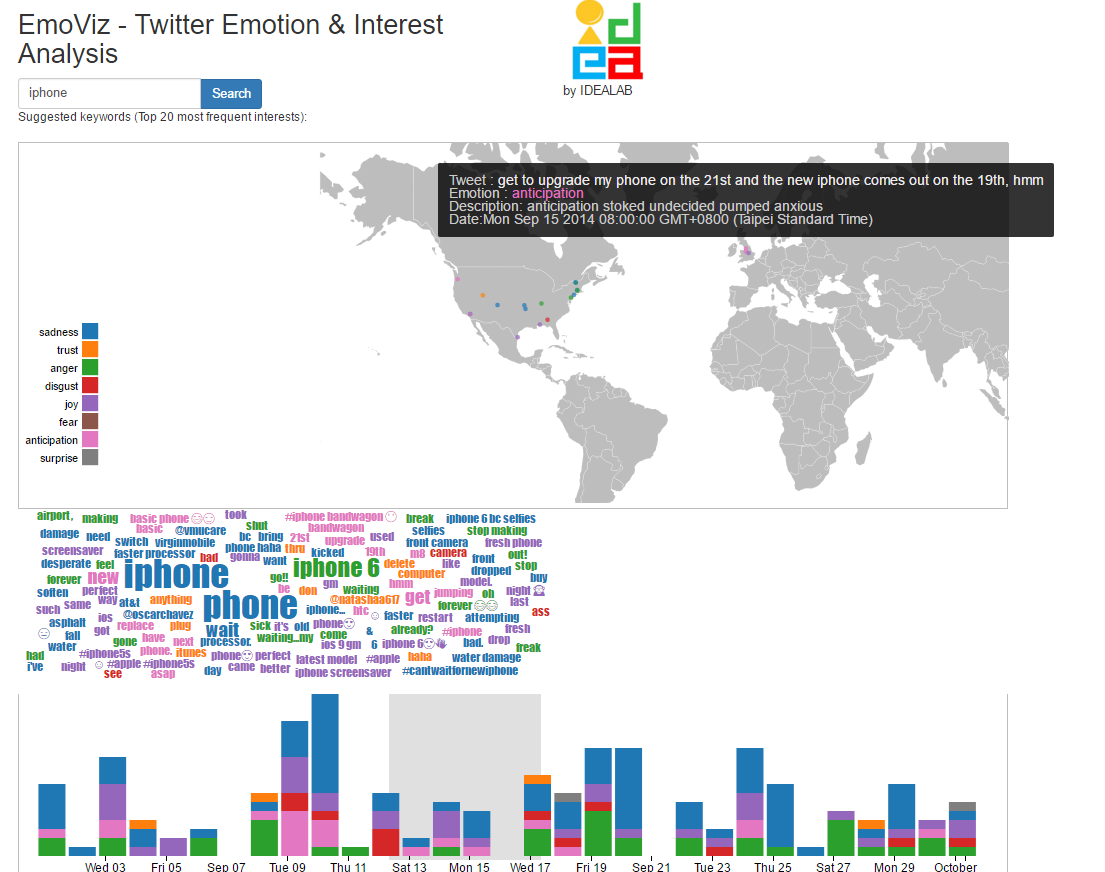 EmoViz - Twitter Emotion & Interest
Analysis
idea
by IDEALAB
iphone
Search
Suggested keywords (Top 20 most frequent interests):
Tweet : get to upgrade my phone on the 21st and the new iphone comes out on the 19th, hmm
Emotion : anticipation
Description: anticipation stoked undecided pumped anxious
Date:Mon Sep 15 2014 08:00:00 GMT+0800 (Taipei Standard Time)
sadness
trust
anger
disgust
joy
fear
anticipation
surprise
airport, making basic phone took #iphone bandwagon break iphone 6 bc selfies
damage need basic @vmucare shut bandwagon selfies stop making
switch virginmobile bc bring 21st upgrade used front camera fresh phone
screensaver faster processor bad phone haha gonna thru kicked 19th m8 camera front out!
desperate feel want iphone 6 delete like dropped stop
forever new iphone go!! computer model. buy
soften perfect be don gm waiting hmm get jumping oh night
such same way at&t anything phone @natashaa617 forever last
ios @oscarchavez iphone... htc faster restart attempting ass
asphalt got replace plug wait sick it's old phone & already? #iphone fresh
fall gone have next processor. waiting...my come ios 9 gm 6 iphone 6 bad. drop freak
water #iphone5s phone. itunes phone perfect latest model #apple haha water damage
had
i've night #apple #iphone5s day came better iphone screensaver #cantwaitfornewiphone
see asap
Wed 03 Fri 05 Sep 07 Tue 09 Thu 11 Sat 13 Mon 15 Wed 17 Fri 19 Sep 21 Tue 23 Thu 25 Sat 27 Mon 29 October